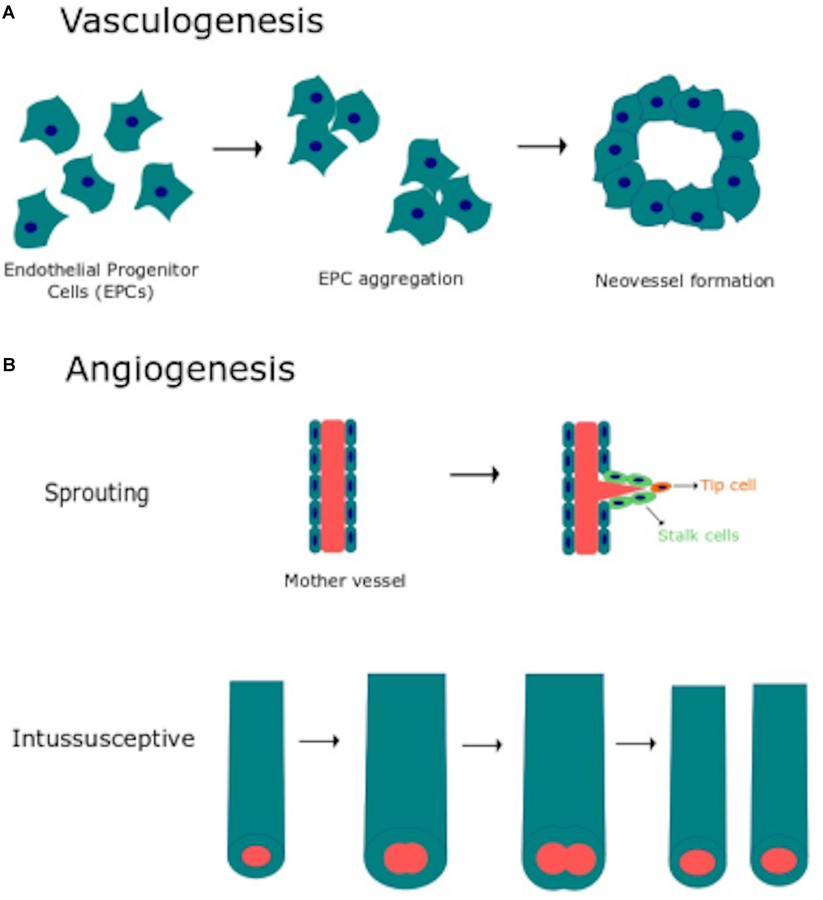 A
Vasculogenesis
Endothelial Progenitor
Cells (EPCs)
EPC aggregation
Neovessel formation
B
Angiogenesis
Sprouting
Mother vessel
Tip cell
Stalk cells
Intussusceptive